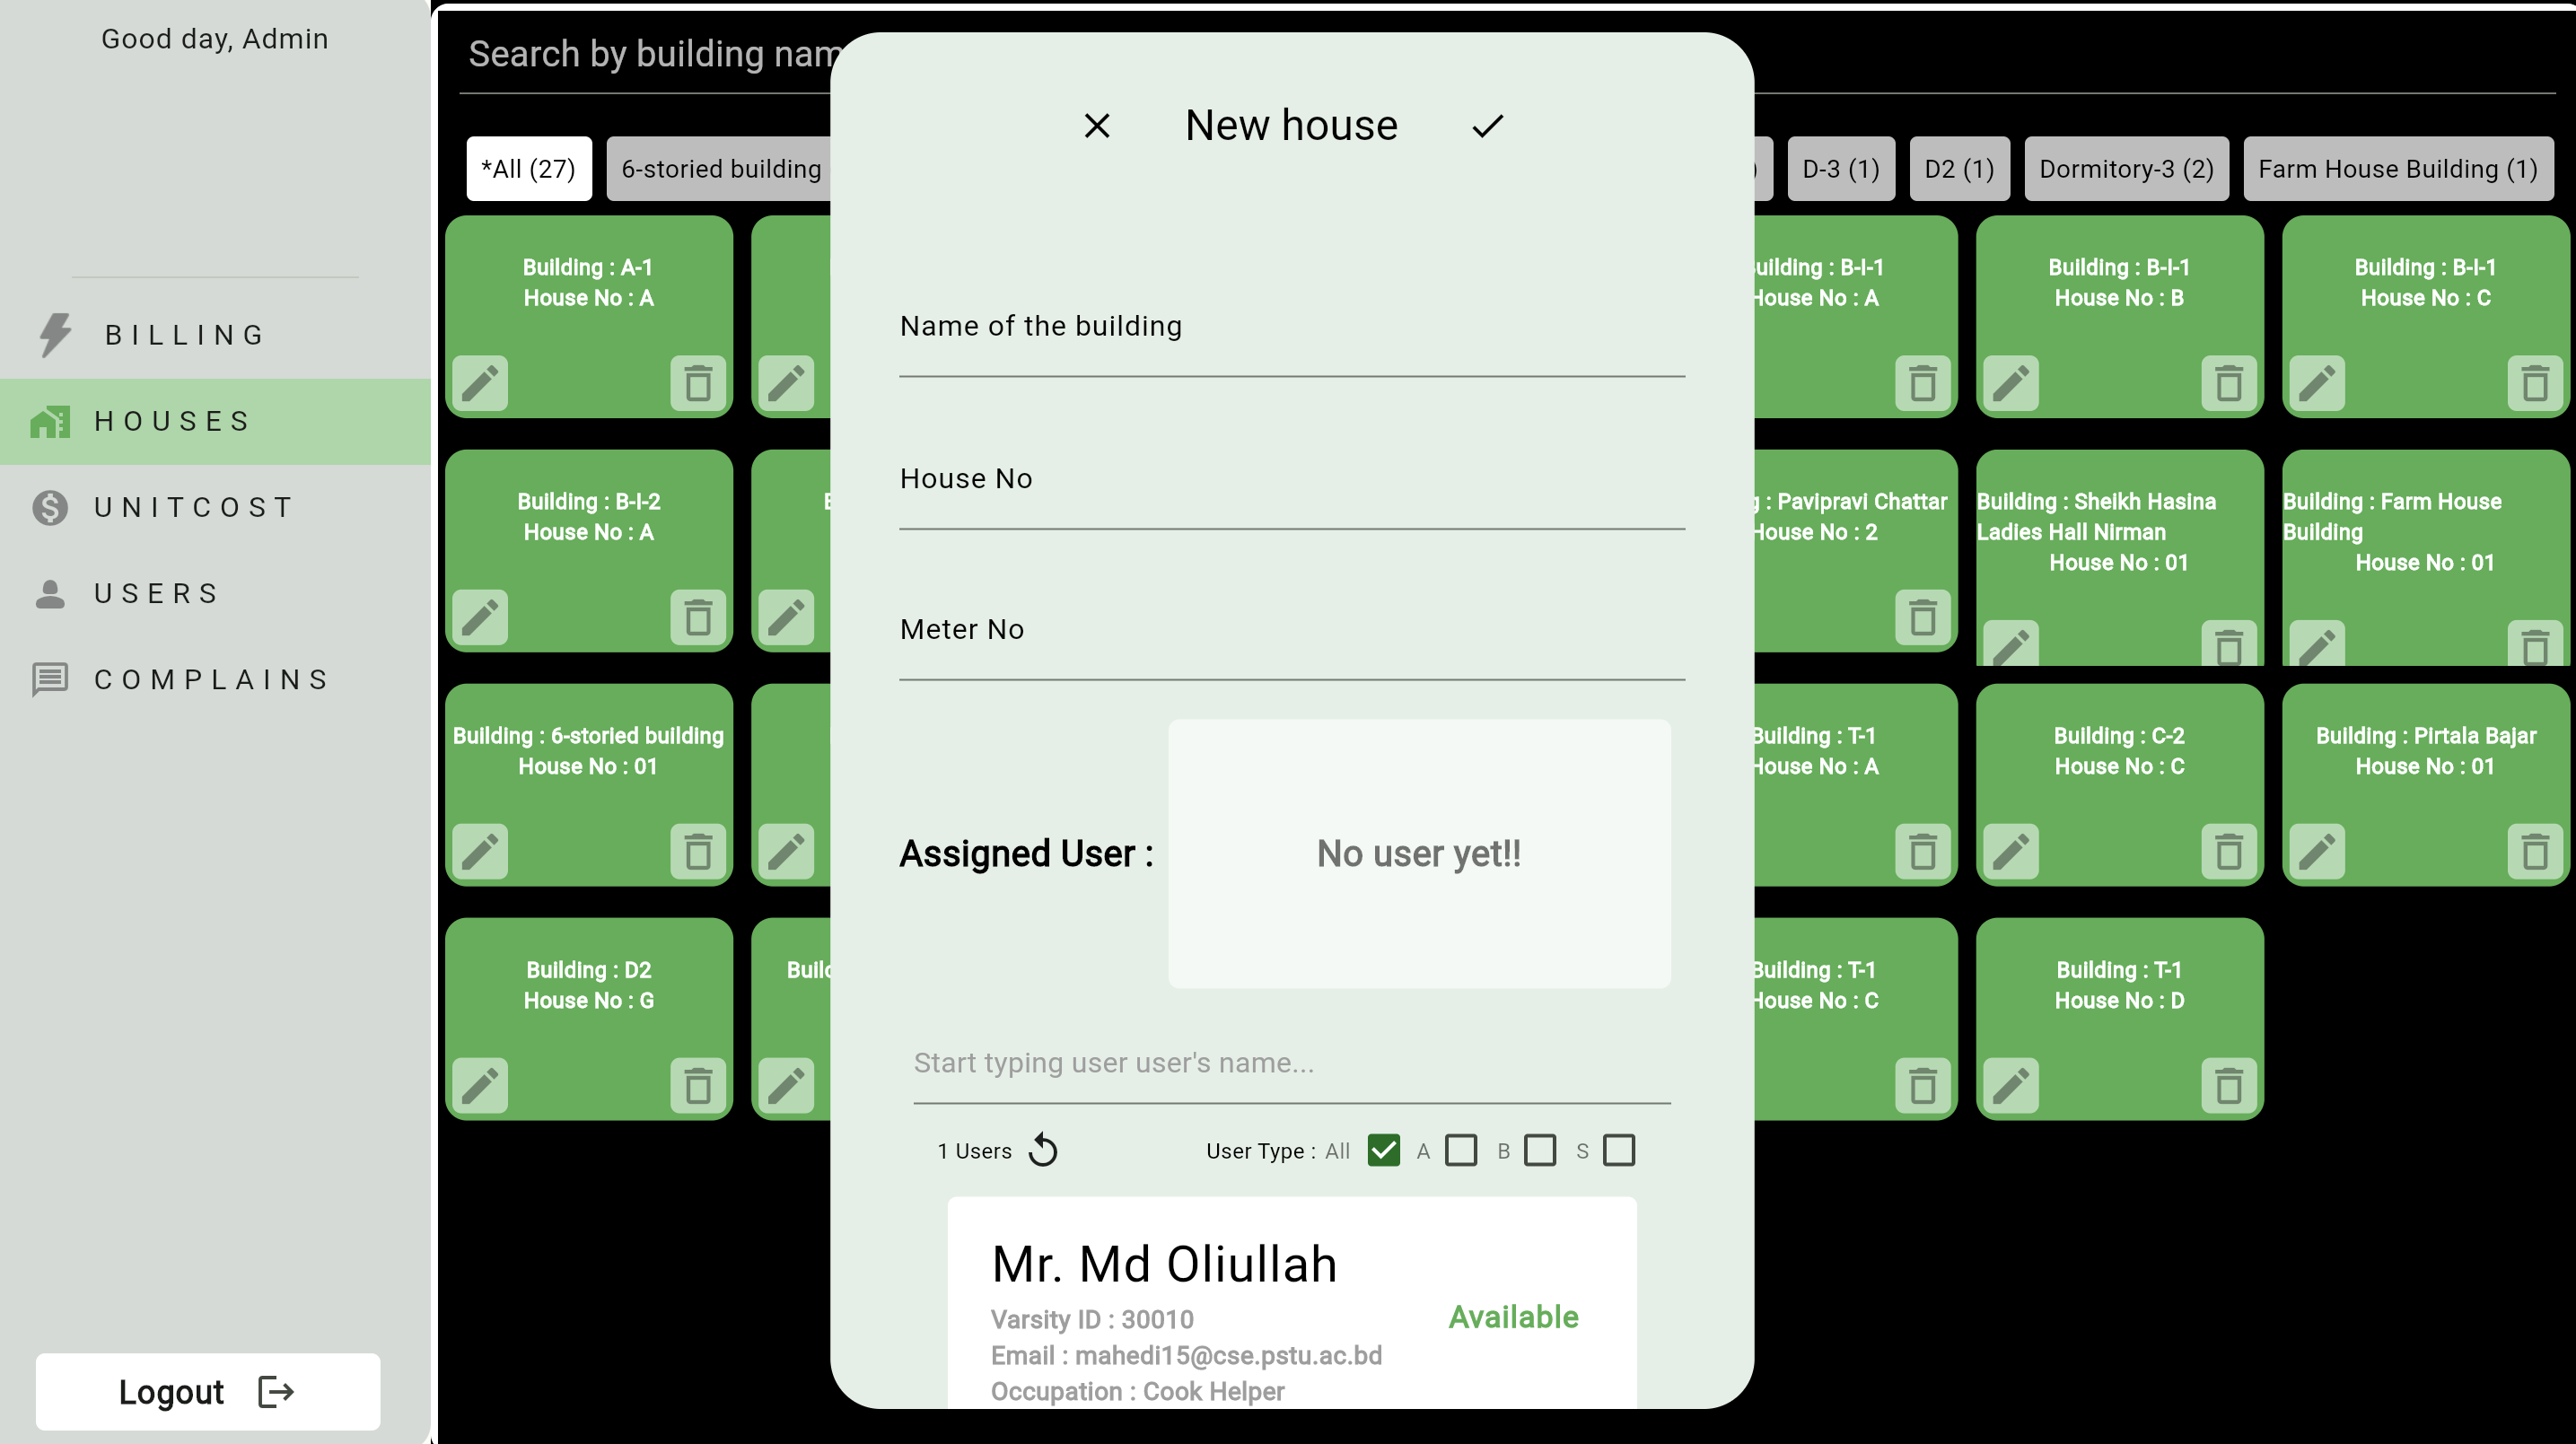 Good day, Admin
BILLING
HOUSES
UNITCOST
USERS
COMPLAINS
Logout
Search by building nam
*All (27)
6-storied building
D-3 (1)
D2 (1)
Dormitory-3 (2)
Farm House Building (1)
Building : A-1
House No : A
uilding : B-I-1
House No : A
Building : B-I-1
House No : B
Building : B-I-1
House No : C
Building : B-I-2
House No : A
g : Pavipravi Chattar
House No : 2
Building : Sheikh Hasina
Ladies Hall Nirman
House No : 01
Building : Farm House
Building
House No : 01
Building : 6-storied building
House No : 01
Building : T-1
House No : A
Building : C-2
House No : C
Building : Pirtala Bajar
House No : 01
Building : D2
House No : G
Builc
Building : T-1
House No : C
Building : T-1
House No : D
New house
Name of the building
House No
Meter No
Assigned User :
No user yet!!
Start typing user user's name...
1 Users
User Type : All A B S
Mr. Md Oliullah
Varsity ID : 30010
Available
Email : mahedi15@cse.pstu.ac.bd
Occupation : Cook Helper